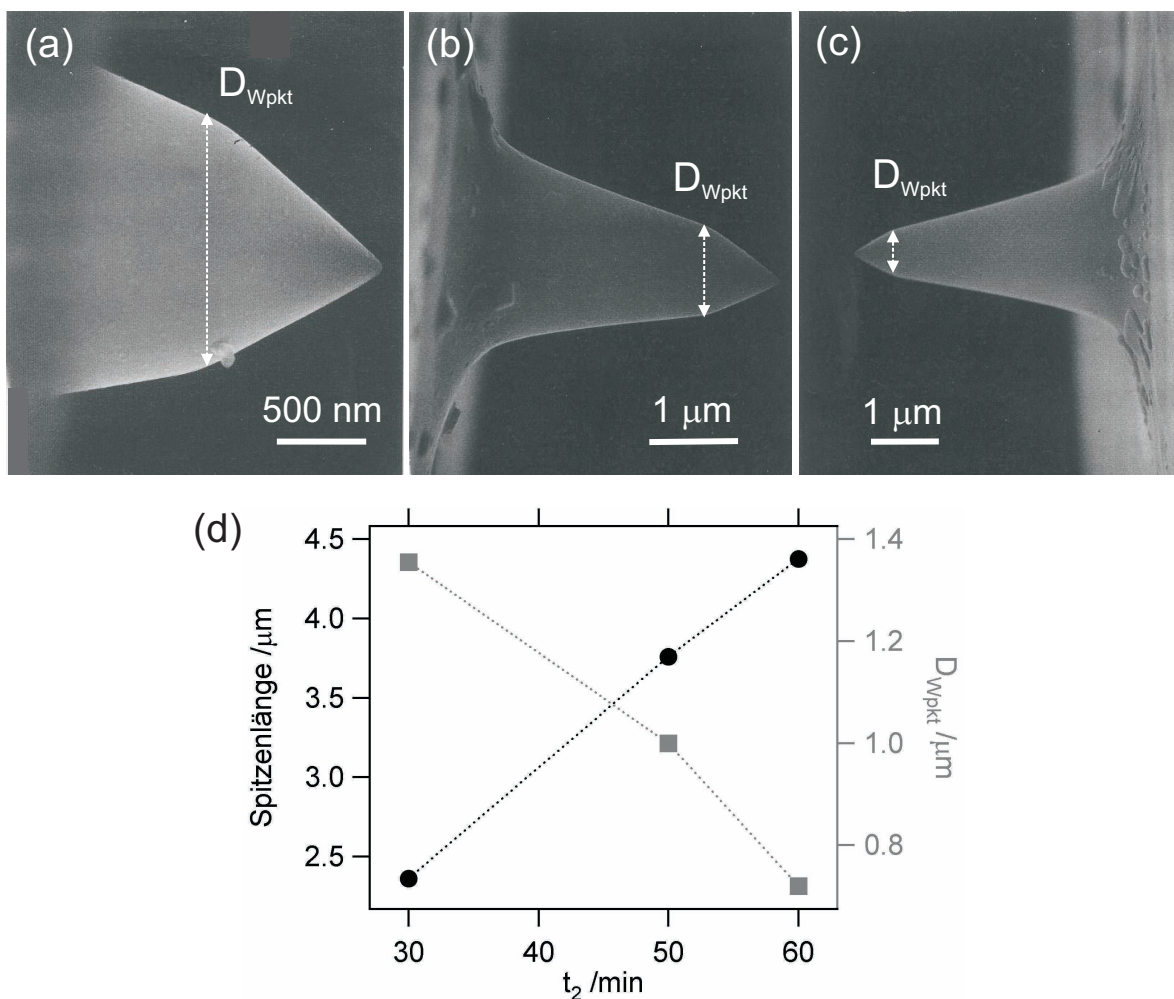 (a)
D_Wpkt
500 nm
(b)
D_Wpkt
1 μm
(c)
D_Wpkt
1 μm
(d)
4.5
4.0
3.5
3.0
2.5
Spitzenlänge /μm
1.4
1.2
1.0
0.8
D_Wpkt /μm
30
40
50
60
t_2 /min